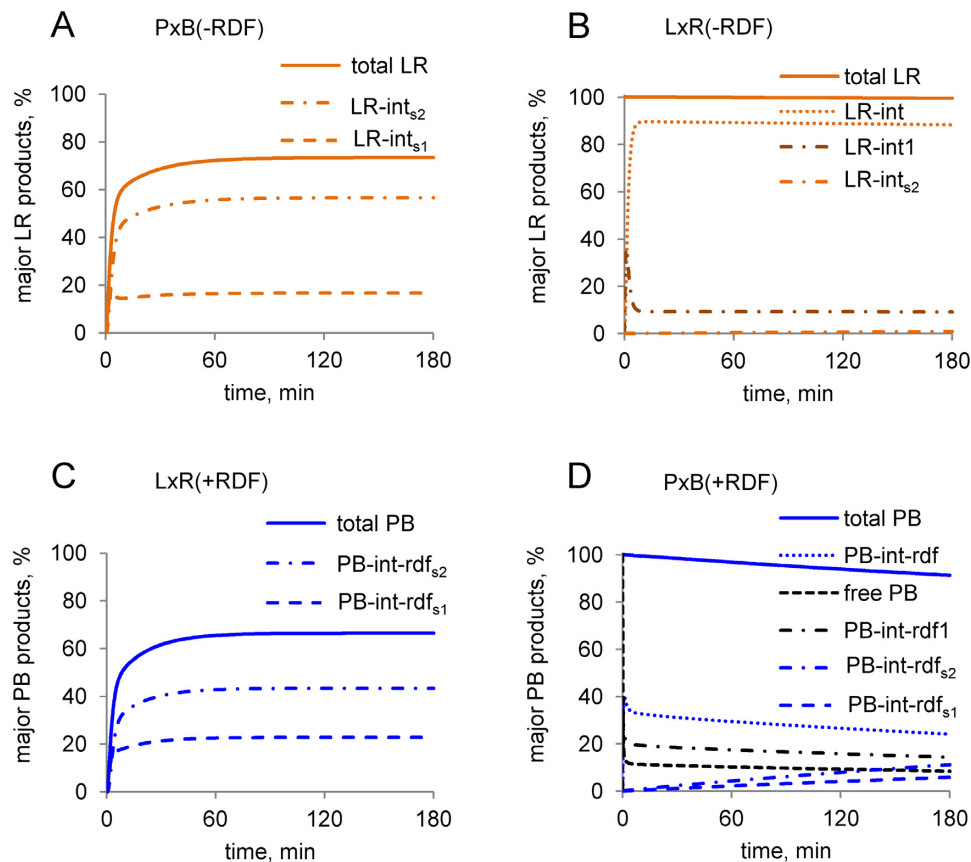 A PxB(-RDF)
total LR
LR-ints2
LR-ints1
major LR products, %
100
80
60
40
20
0
0 60 120 180
time, min
B LxR(-RDF)
total LR
LR-int
LR-int1
LR-ints2
major LR products, %
100
80
60
40
20
0
0 60 120 180
time, min
C LxR(+RDF)
total PB
PB-int-rdfs2
PB-int-rdfs1
major PB products, %
100
80
60
40
20
0
0 60 120 180
time, min
D PxB(+RDF)
total PB
PB-int-rdf
free PB
PB-int-rdf1
PB-int-rdfs2
PB-int-rdfs1
major PB products, %
100
80
60
40
20
0
0 60 120 180
time, min